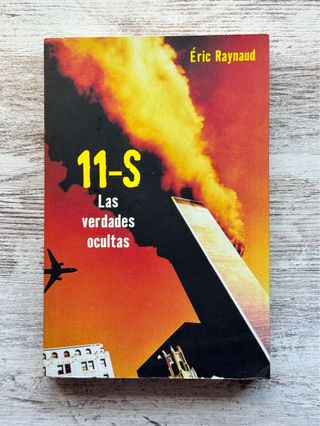 Éric Raynaud
11-S
Las
verdades
ocultas